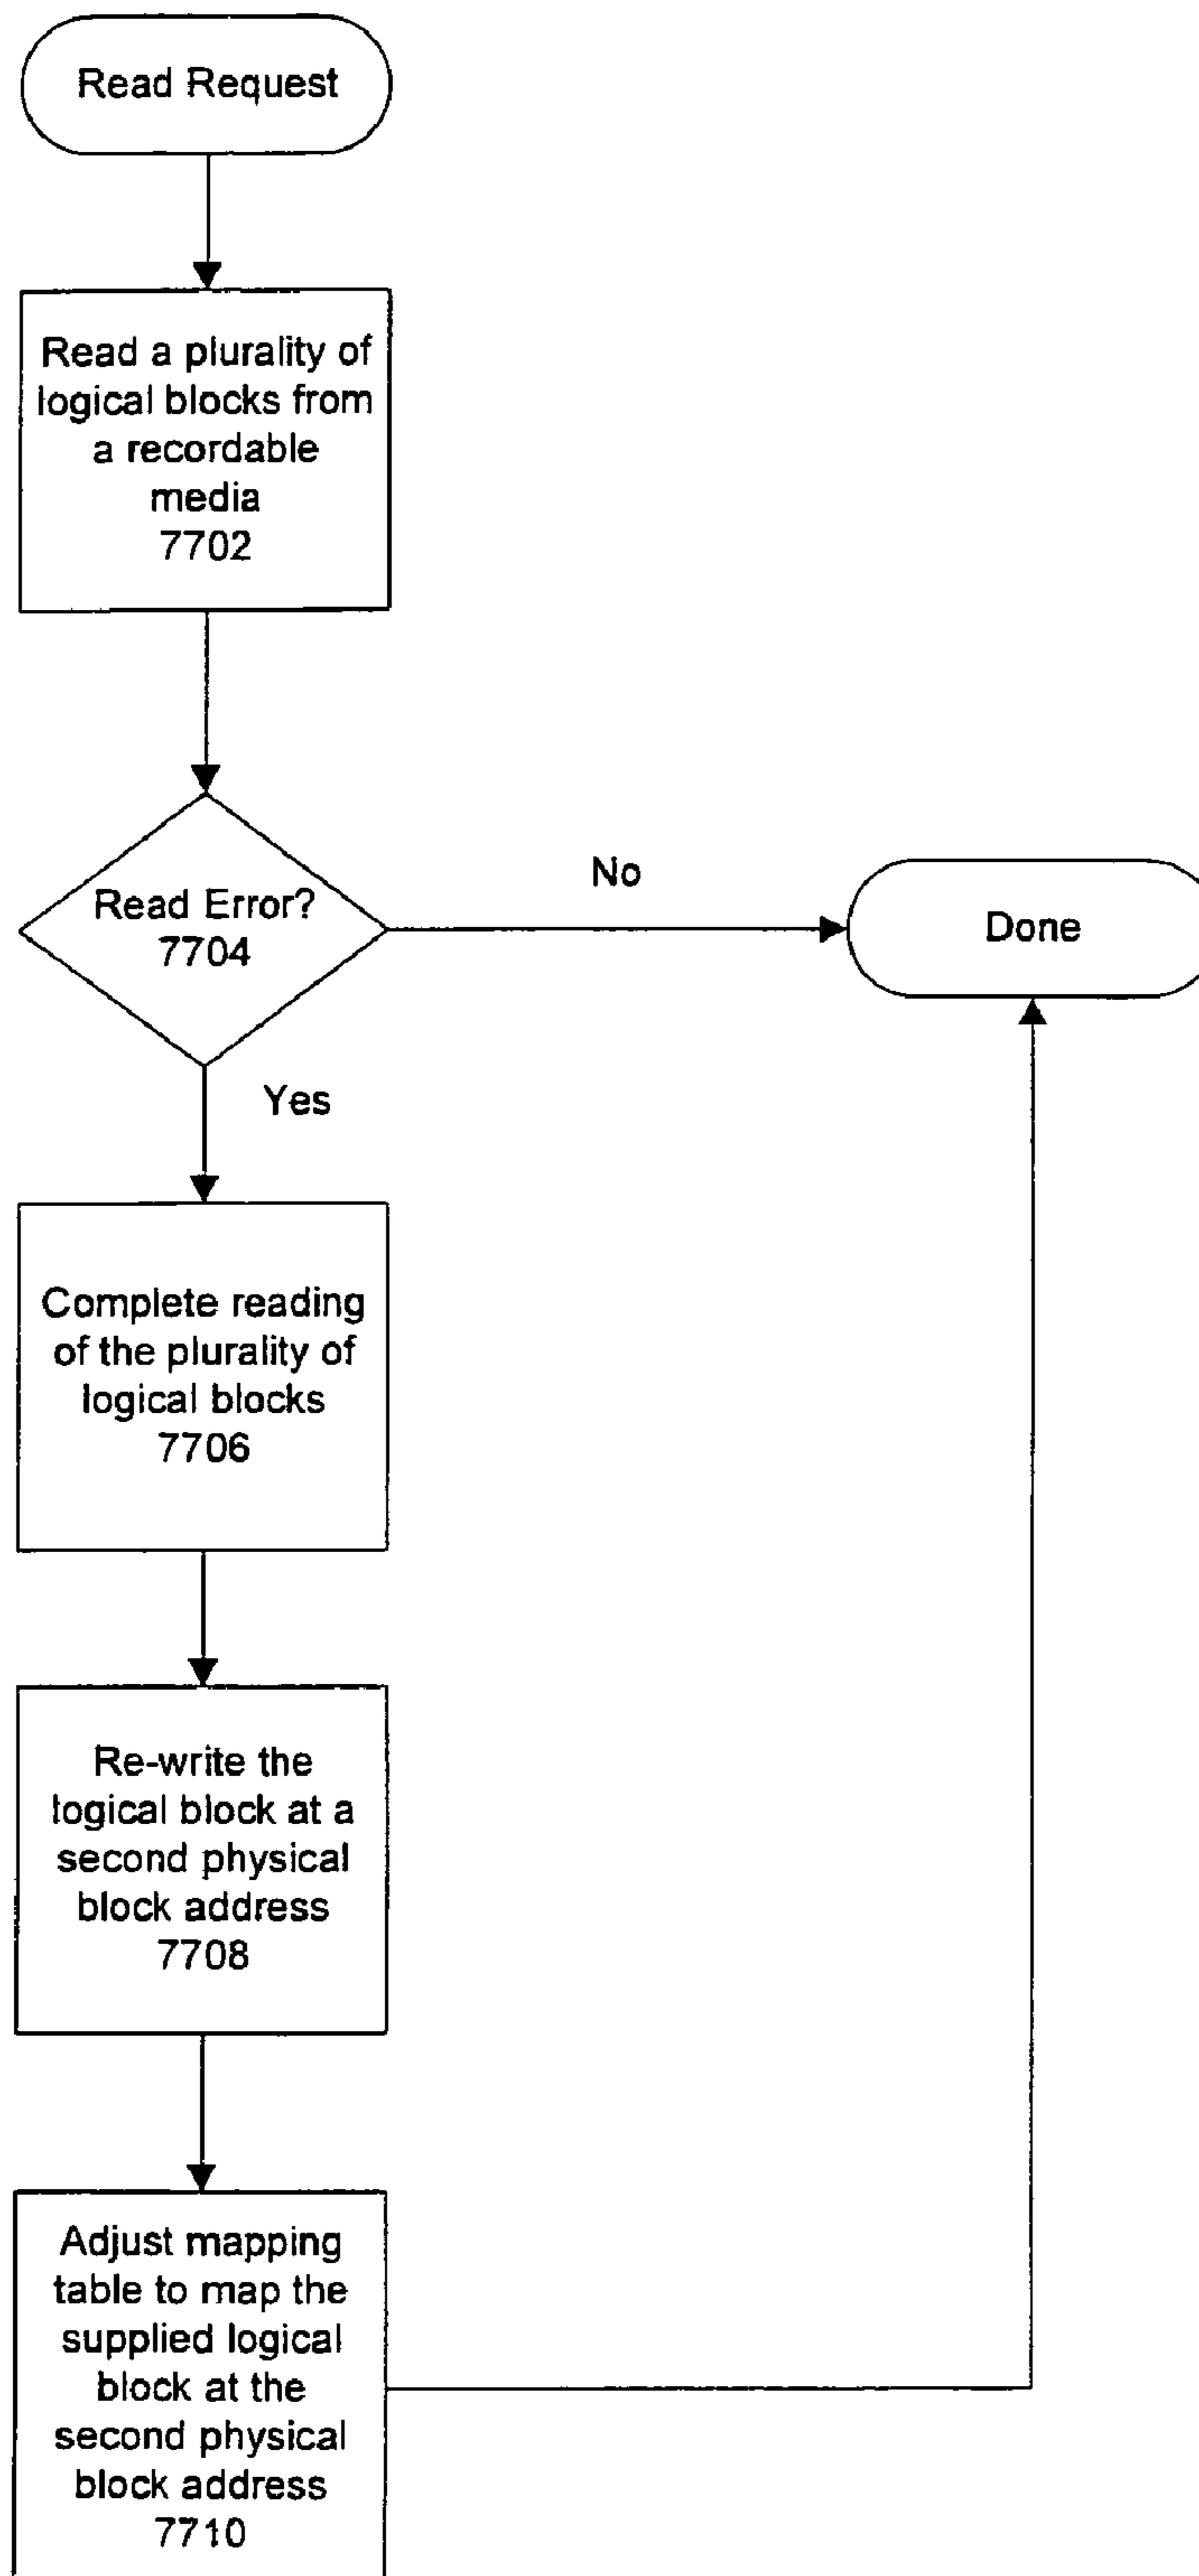 Read Request
Read a plurality of
logical blocks from
a recordable
media
7702
Read Error?
7704
No
Done
Yes
Complete reading
of the plurality of
logical blocks
7706
Re-write the
logical block at a
second physical
block address
7708
Adjust mapping
table to map the
supplied logical
block at the
second physical
block address
7710